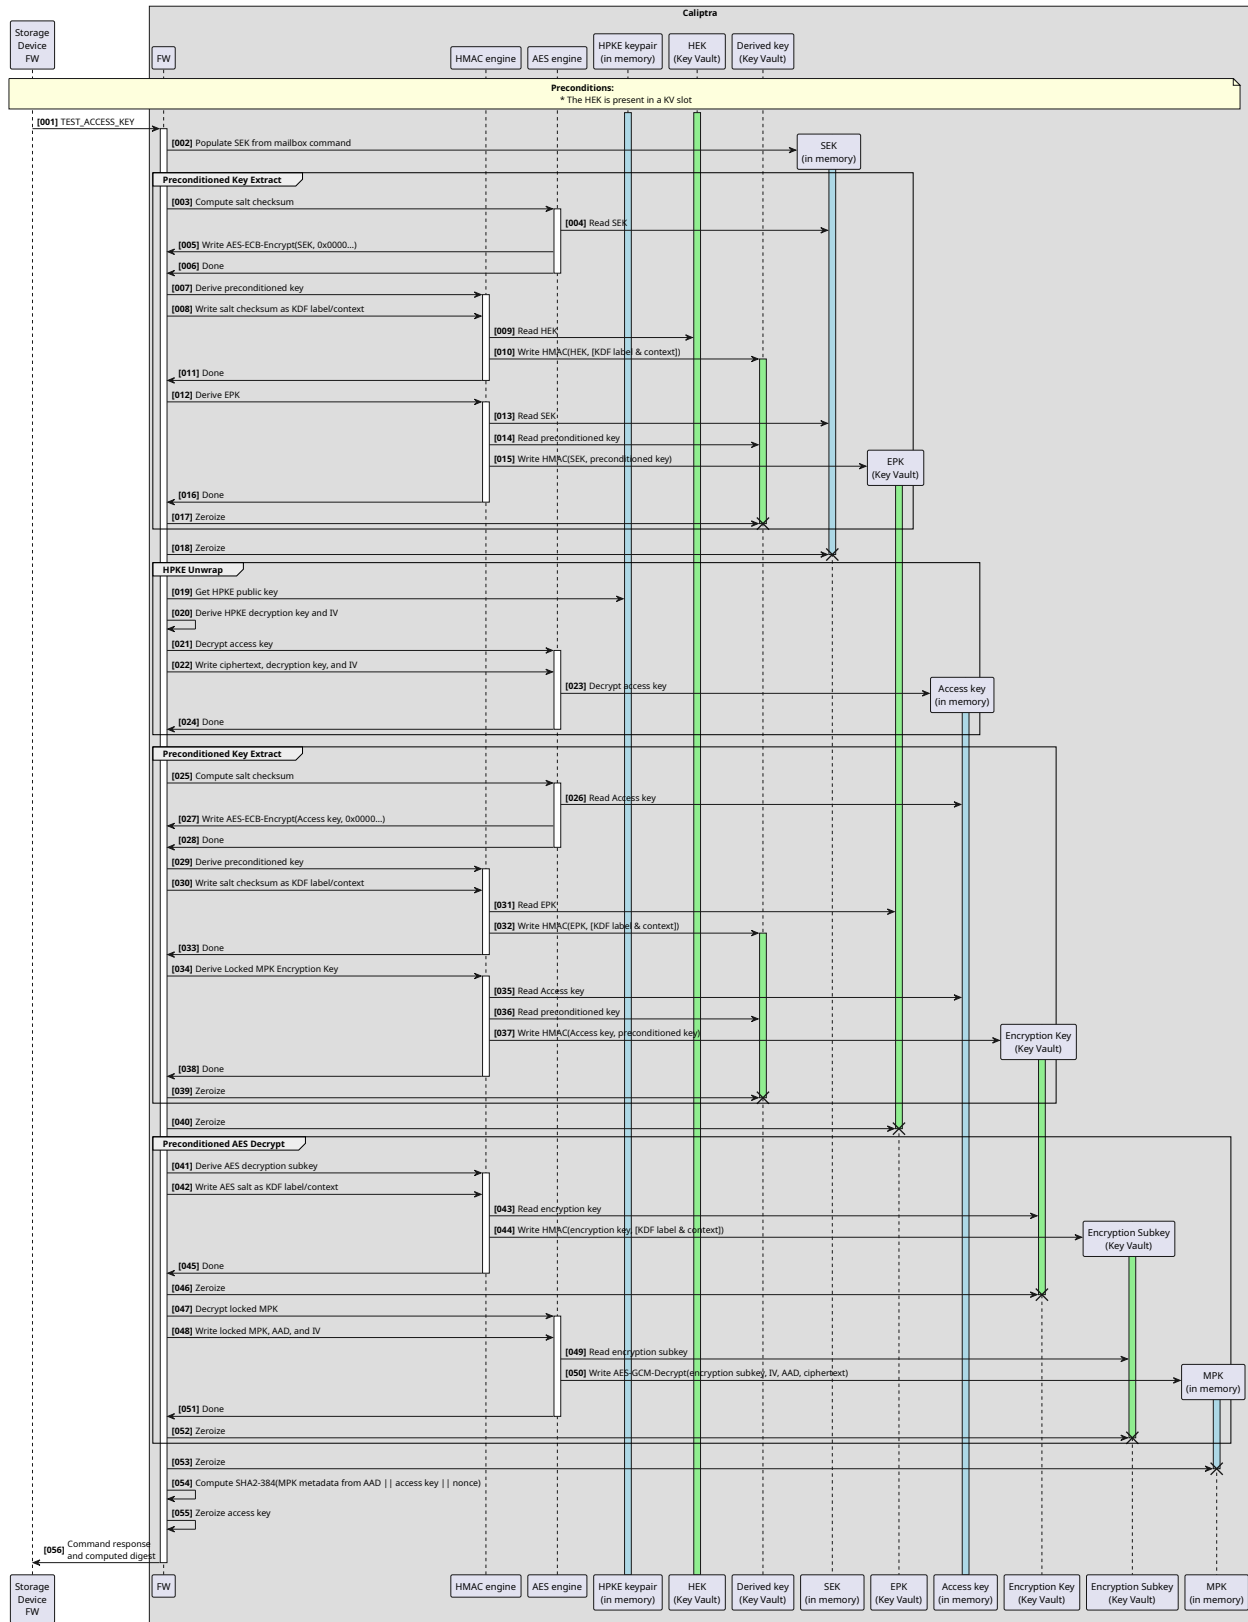 Caliptra
Storage
Device
FW
FW
HMAC engine
AES engine
HPKE keypair
(in memory)
HEK
(Key Vault)
Derived key
(Key Vault)
Preconditions:
* The HEK is present in a KV slot
[001] TEST_ACCESS_KEY
[002] Populate SEK from mailbox command
SEK
(in memory)
Preconditioned Key Extract
[003] Compute salt checksum
[004] Read SEK
[005] Write AES-ECB-Encrypt(SEK, 0x0000...)
[006] Done
[007] Derive preconditioned key
[008] Write salt checksum as KDF label/context
[009] Read HEK
[010] Write HMAC(HEK, [KDF label & context])
[011] Done
[012] Derive EPK
[013] Read SEK
[014] Read preconditioned key
[015] Write HMAC(SEK, preconditioned key)
EPK
(Key Vault)
[016] Done
[017] Zeroize
[018] Zeroize
HPKE Unwrap
[019] Get HPKE public key
[020] Derive HPKE decryption key and IV
[021] Decrypt access key
[022] Write ciphertext, decryption key, and IV
[023] Decrypt access key
Access key
(in memory)
[024] Done
Preconditioned Key Extract
[025] Compute salt checksum
[026] Read Access key
[027] Write AES-ECB-Encrypt(Access key, 0x0000...)
[028] Done
[029] Derive preconditioned key
[030] Write salt checksum as KDF label/context
[031] Read EPK
[032] Write HMAC(EPK, [KDF label & context])
[033] Done
[034] Derive Locked MPK Encryption Key
[035] Read Access key
[036] Read preconditioned key
[037] Write HMAC(Access key, preconditioned key)
Encryption Key
(Key Vault)
[038] Done
[039] Zeroize
[040] Zeroize
Preconditioned AES Decrypt
[041] Derive AES decryption subkey
[042] Write AES salt as KDF label/context
[043] Read encryption key
[044] Write HMAC(encryption key, [KDF label & context])
Encryption Subkey
(Key Vault)
[045] Done
[046] Zeroize
[047] Decrypt locked MPK
[048] Write locked MPK, AAD, and IV
[049] Read encryption subkey
[050] Write AES-GCM-Decrypt(encryption subkey, IV, AAD, ciphertext)
MPK
(in memory)
[051] Done
[052] Zeroize
[053] Zeroize
[054] Compute SHA2-384(MPK metadata from AAD || access key || nonce)
[055] Zeroize access key
[056] Command response
and computed digest
Storage
Device
FW
FW
HMAC engine
AES engine
HPKE keypair
(in memory)
HEK
(Key Vault)
Derived key
(Key Vault)
SEK
(in memory)
EPK
(Key Vault)
Access key
(in memory)
Encryption Key
(Key Vault)
Encryption Subkey
(Key Vault)
MPK
(in memory)